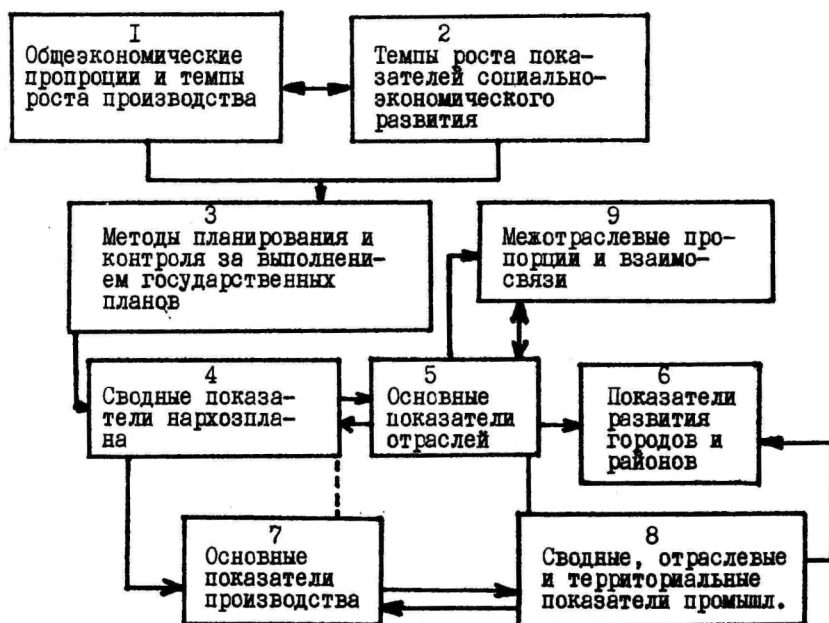 I
Общеэкономические
пропроции и темпы
роста производства
2
Темпы роста пока-
зателей социально-
экономического
развития
3
Методы планирования и
контроля за выполнени-
ем государственных
планов
9
Межотраслевые про-
порции и взаимо-
связи
4
Сводные показа-
тели нархозпла-
на
5
Основные
показатели
отраслей
6
Показатели
развития
городов и
районов
7
Основные
показатели
производства
8
Сводные, отраслевые
и территориальные
показатели промышл.